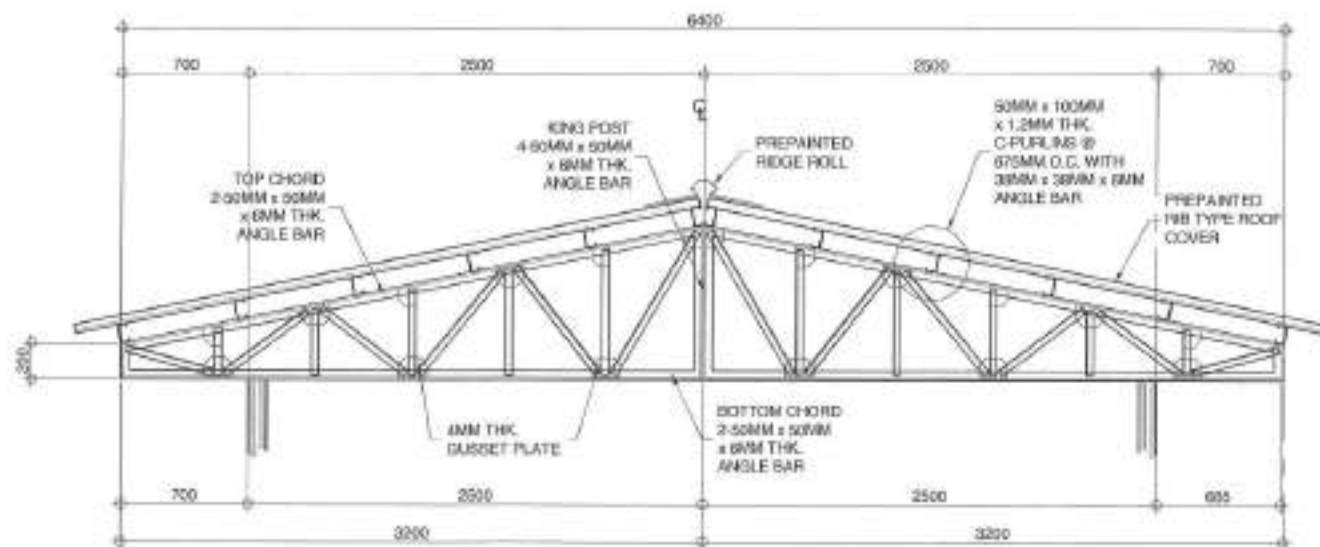 6400
700
2500
2500
700
KING POST
4-50MM x 50MM
x 6MM THK.
ANGLE BAR
PREPAINTED
RIDGE ROLL
50MM x 100MM
x 1.2MM THK.
C-PURLINS @
675MM O.C. WITH
38MM x 38MM x 6MM
ANGLE BAR
TOP CHORD
2-50MM x 50MM
x 6MM THK.
ANGLE BAR
PREPAINTED
RIB TYPE ROOF
COVER
BOTTOM CHORD
2-50MM x 50MM
x 6MM THK.
ANGLE BAR
GUSSET PLATE
700
2500
2500
685
3200
3200